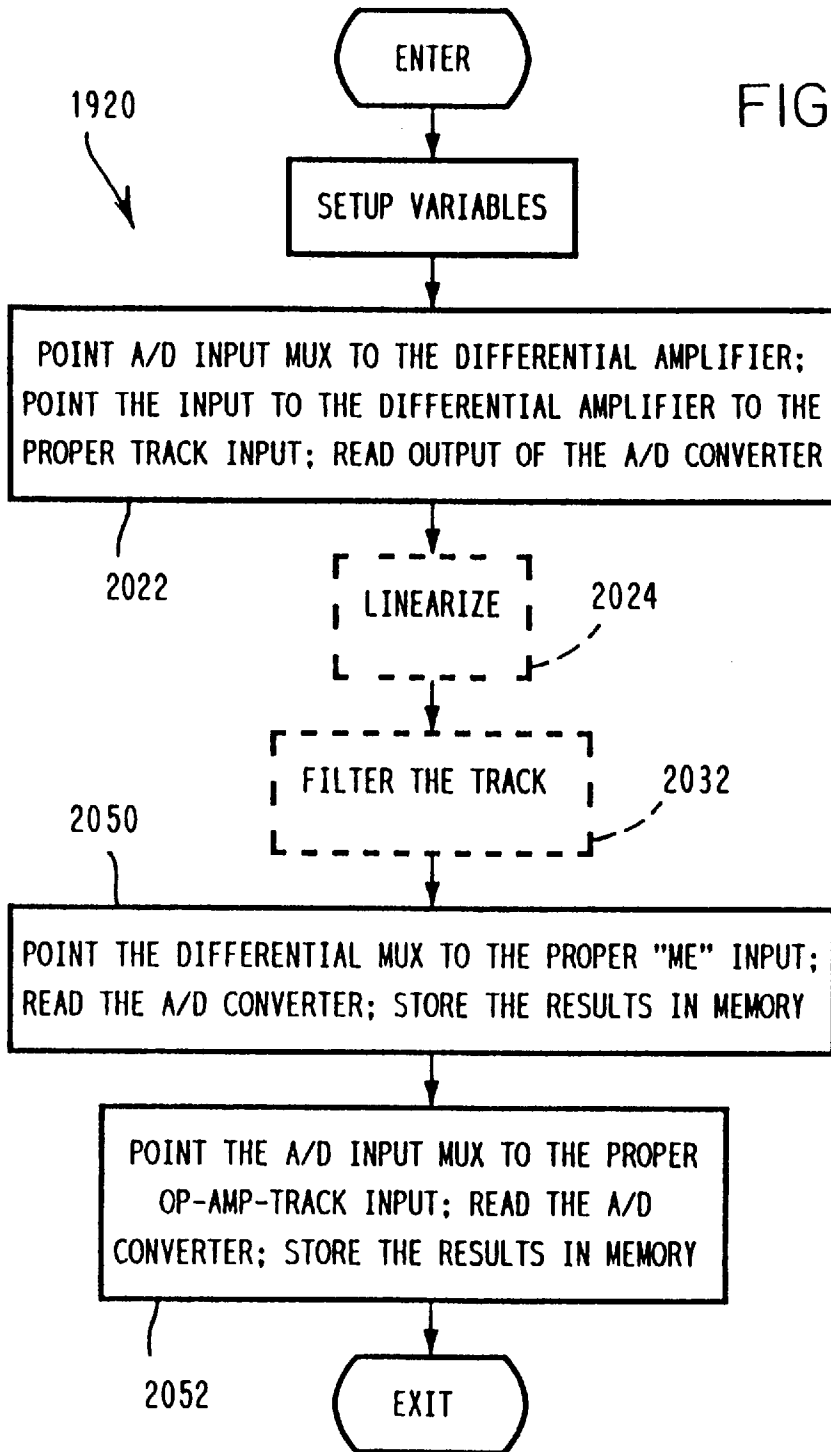 ENTER
1920
FIG
SETUP VARIABLES
POINT A/D INPUT MUX TO THE DIFFERENTIAL AMPLIFIER;
POINT THE INPUT TO THE DIFFERENTIAL AMPLIFIER TO THE
PROPER TRACK INPUT; READ OUTPUT OF THE A/D CONVERTER
2022
LINEARIZE
2024
FILTER THE TRACK
2032
2050
POINT THE DIFFERENTIAL MUX TO THE PROPER "ME" INPUT;
READ THE A/D CONVERTER; STORE THE RESULTS IN MEMORY
POINT THE A/D INPUT MUX TO THE PROPER
OP-AMP-TRACK INPUT; READ THE A/D
CONVERTER; STORE THE RESULTS IN MEMORY
2052
EXIT